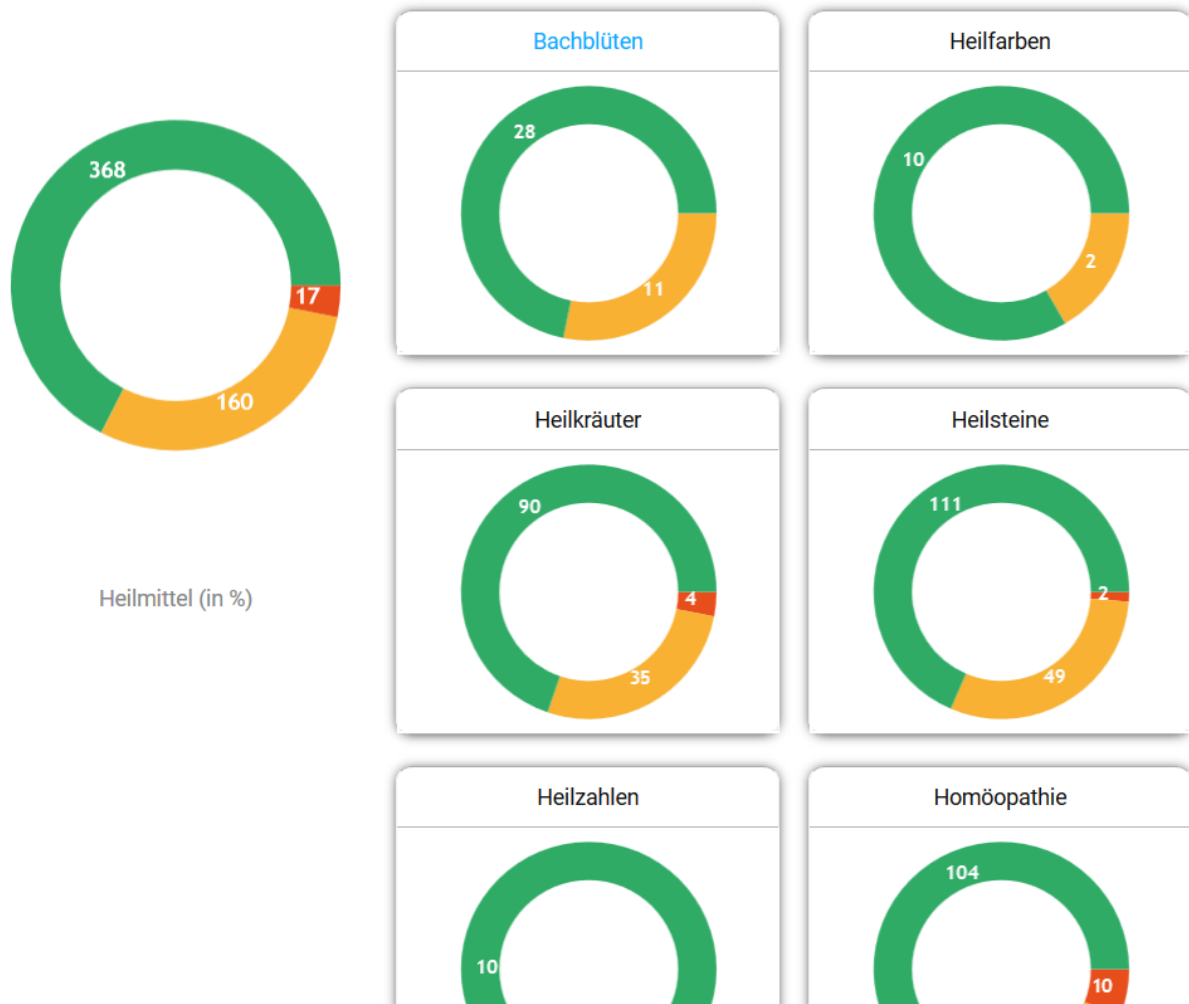 368
17
160
Heilmittel (in %)
Bachblüten
28
11
Heilfarben
10
2
Heilkräuter
90
4
35
Heilsteine
111
2
49
Heilzahlen
10
Homöopathie
104
10